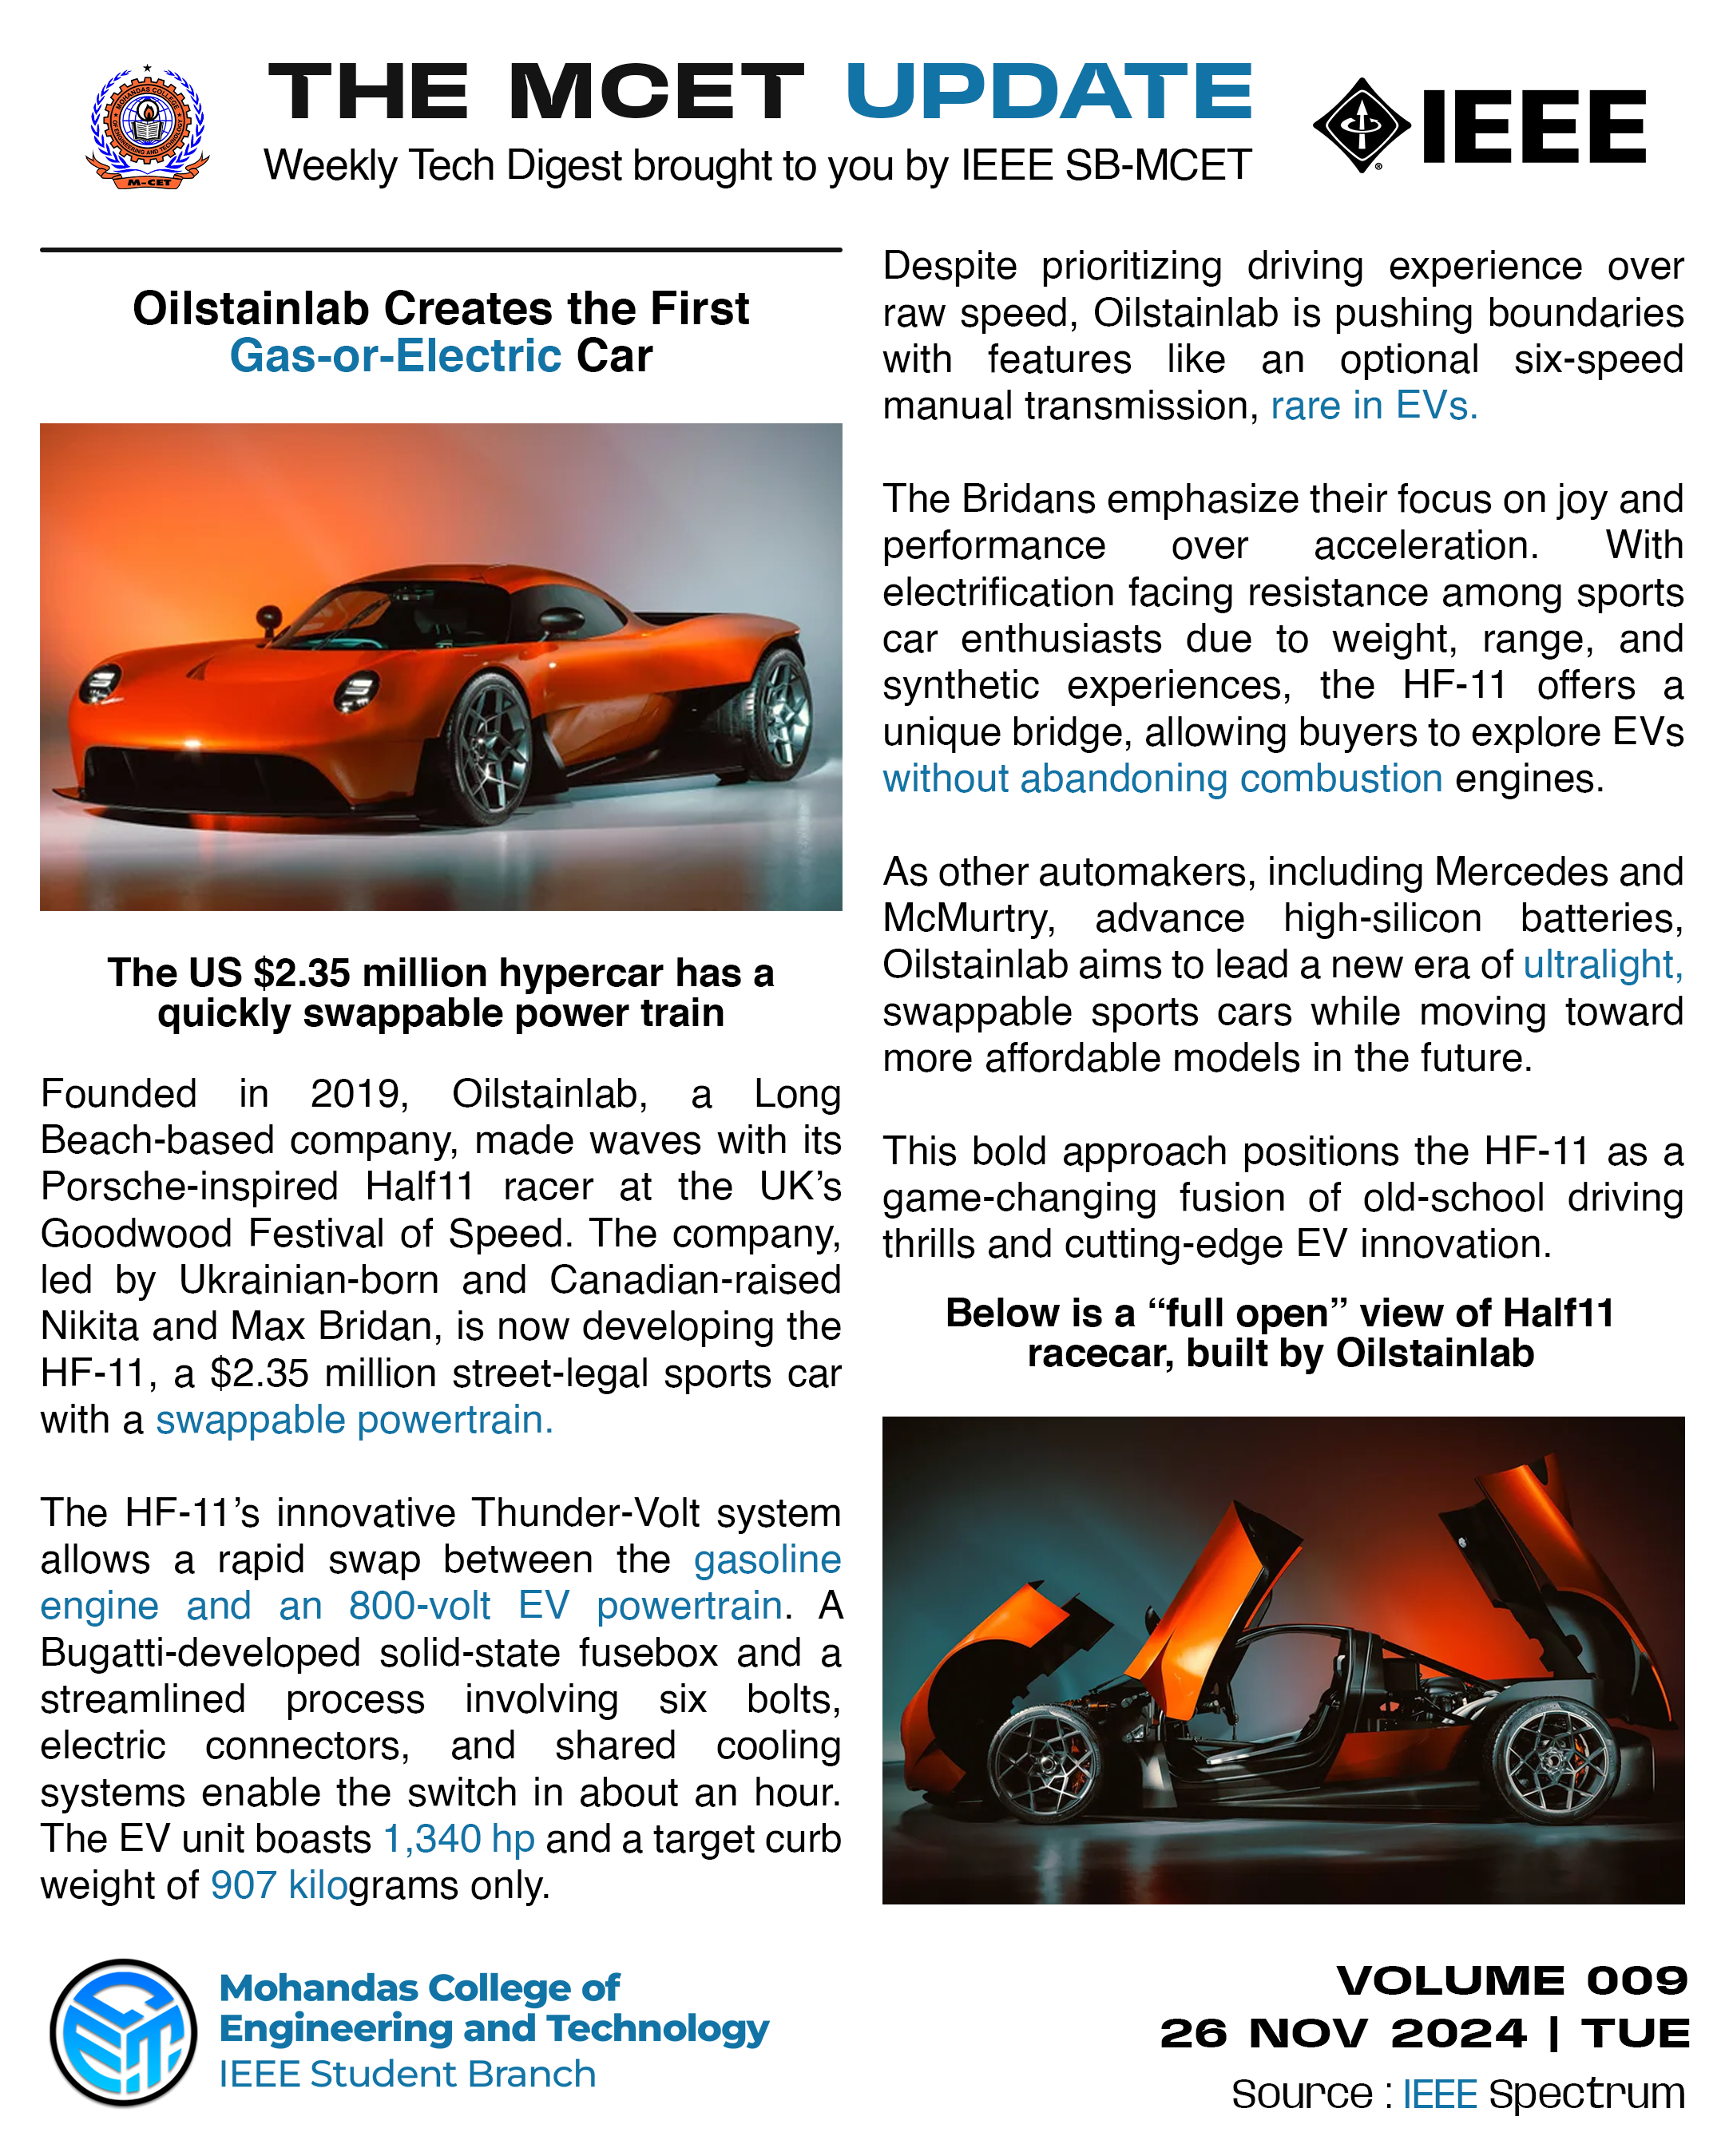 THE MCET UPDATE
Weekly Tech Digest brought to you by IEEE SB-MCET
MOHANDAS COLLEGE
OF ENGINEERING AND TECHNOLOGY
M-CET
IEEE
Oilstainlab Creates the First
Gas-or-Electric Car
The US $2.35 million hypercar has a
quickly swappable power train
Founded in 2019, Oilstainlab, a Long
Beach-based company, made waves with its
Porsche-inspired Half11 racer at the UK’s
Goodwood Festival of Speed. The company,
led by Ukrainian-born and Canadian-raised
Nikita and Max Bridan, is now developing the
HF-11, a $2.35 million street-legal sports car
with a swappable powertrain.
The HF-11’s innovative Thunder-Volt system
allows a rapid swap between the gasoline
engine and an 800-volt EV powertrain. A
Bugatti-developed solid-state fusebox and a
streamlined process involving six bolts,
electric connectors, and shared cooling
systems enable the switch in about an hour.
The EV unit boasts 1,340 hp and a target curb
weight of 907 kilograms only.
Despite prioritizing driving experience over
raw speed, Oilstainlab is pushing boundaries
with features like an optional six-speed
manual transmission, rare in EVs.
The Bridans emphasize their focus on joy and
performance over acceleration. With
electrification facing resistance among sports
car enthusiasts due to weight, range, and
synthetic experiences, the HF-11 offers a
unique bridge, allowing buyers to explore EVs
without abandoning combustion engines.
As other automakers, including Mercedes and
McMurtry, advance high-silicon batteries,
Oilstainlab aims to lead a new era of ultralight,
swappable sports cars while moving toward
more affordable models in the future.
This bold approach positions the HF-11 as a
game-changing fusion of old-school driving
thrills and cutting-edge EV innovation.
Below is a “full open” view of Half11
racecar, built by Oilstainlab
Mohandas College of
Engineering and Technology
IEEE Student Branch
VOLUME 009
26 NOV 2024 | TUE
Source : IEEE Spectrum